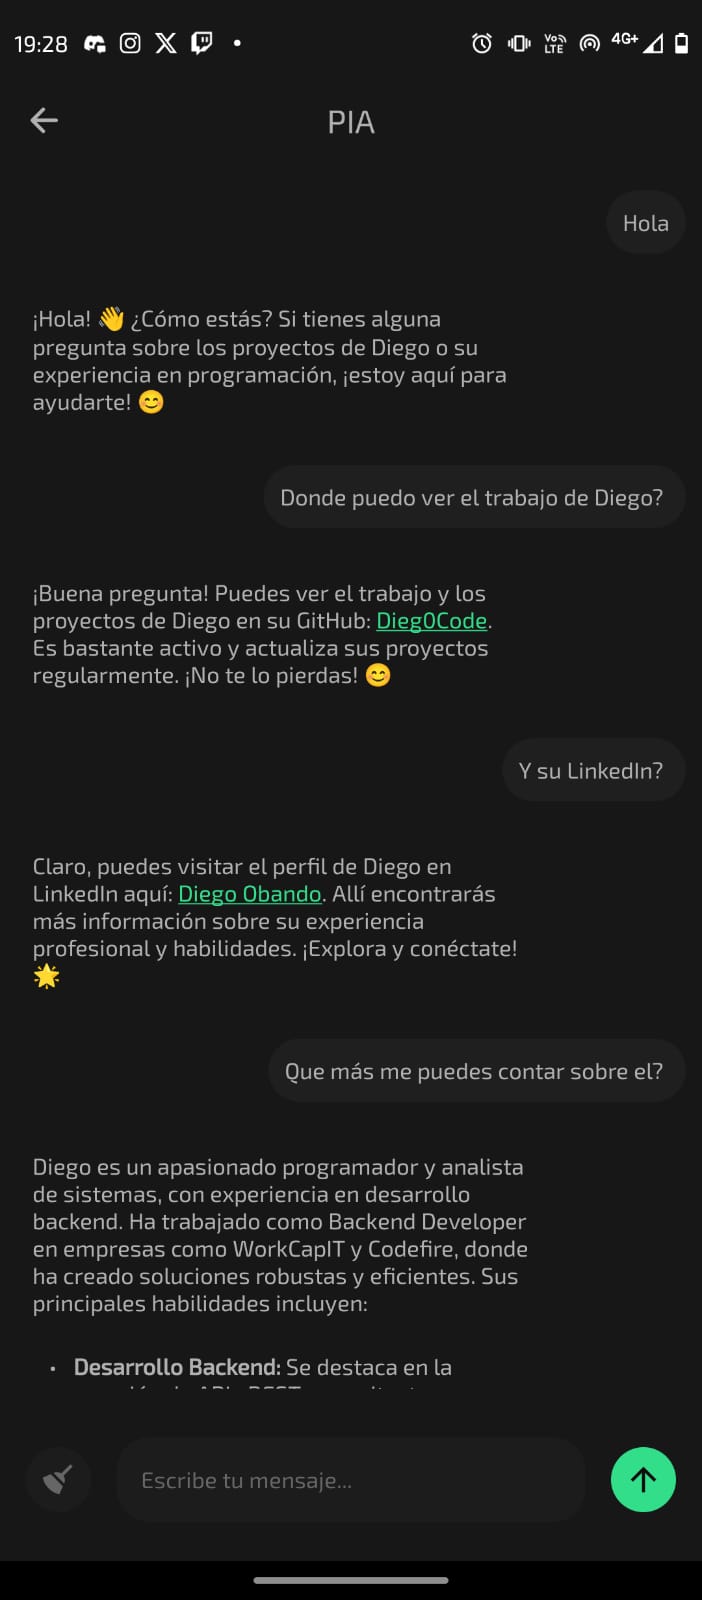 19:28
Vo LTE
4G+
PIA
Hola
¡Hola! 👋 ¿Cómo estás? Si tienes alguna
pregunta sobre los proyectos de Diego o su
experiencia en programación, ¡estoy aquí para
ayudarte! 😊
Donde puedo ver el trabajo de Diego?
¡Buena pregunta! Puedes ver el trabajo y los
proyectos de Diego en su GitHub: Dieg0Code.
Es bastante activo y actualiza sus proyectos
regularmente. ¡No te lo pierdas! 😊
Y su LinkedIn?
Claro, puedes visitar el perfil de Diego en
LinkedIn aquí: Diego Obando. Allí encontrarás
más información sobre su experiencia
profesional y habilidades. ¡Explora y conéctate!
🌟
Que más me puedes contar sobre el?
Diego es un apasionado programador y analista
de sistemas, con experiencia en desarrollo
backend. Ha trabajado como Backend Developer
en empresas como WorkCapIT y Codefire, donde
ha creado soluciones robustas y eficientes. Sus
principales habilidades incluyen:
• Desarrollo Backend: Se destaca en la
Escribe tu mensaje...